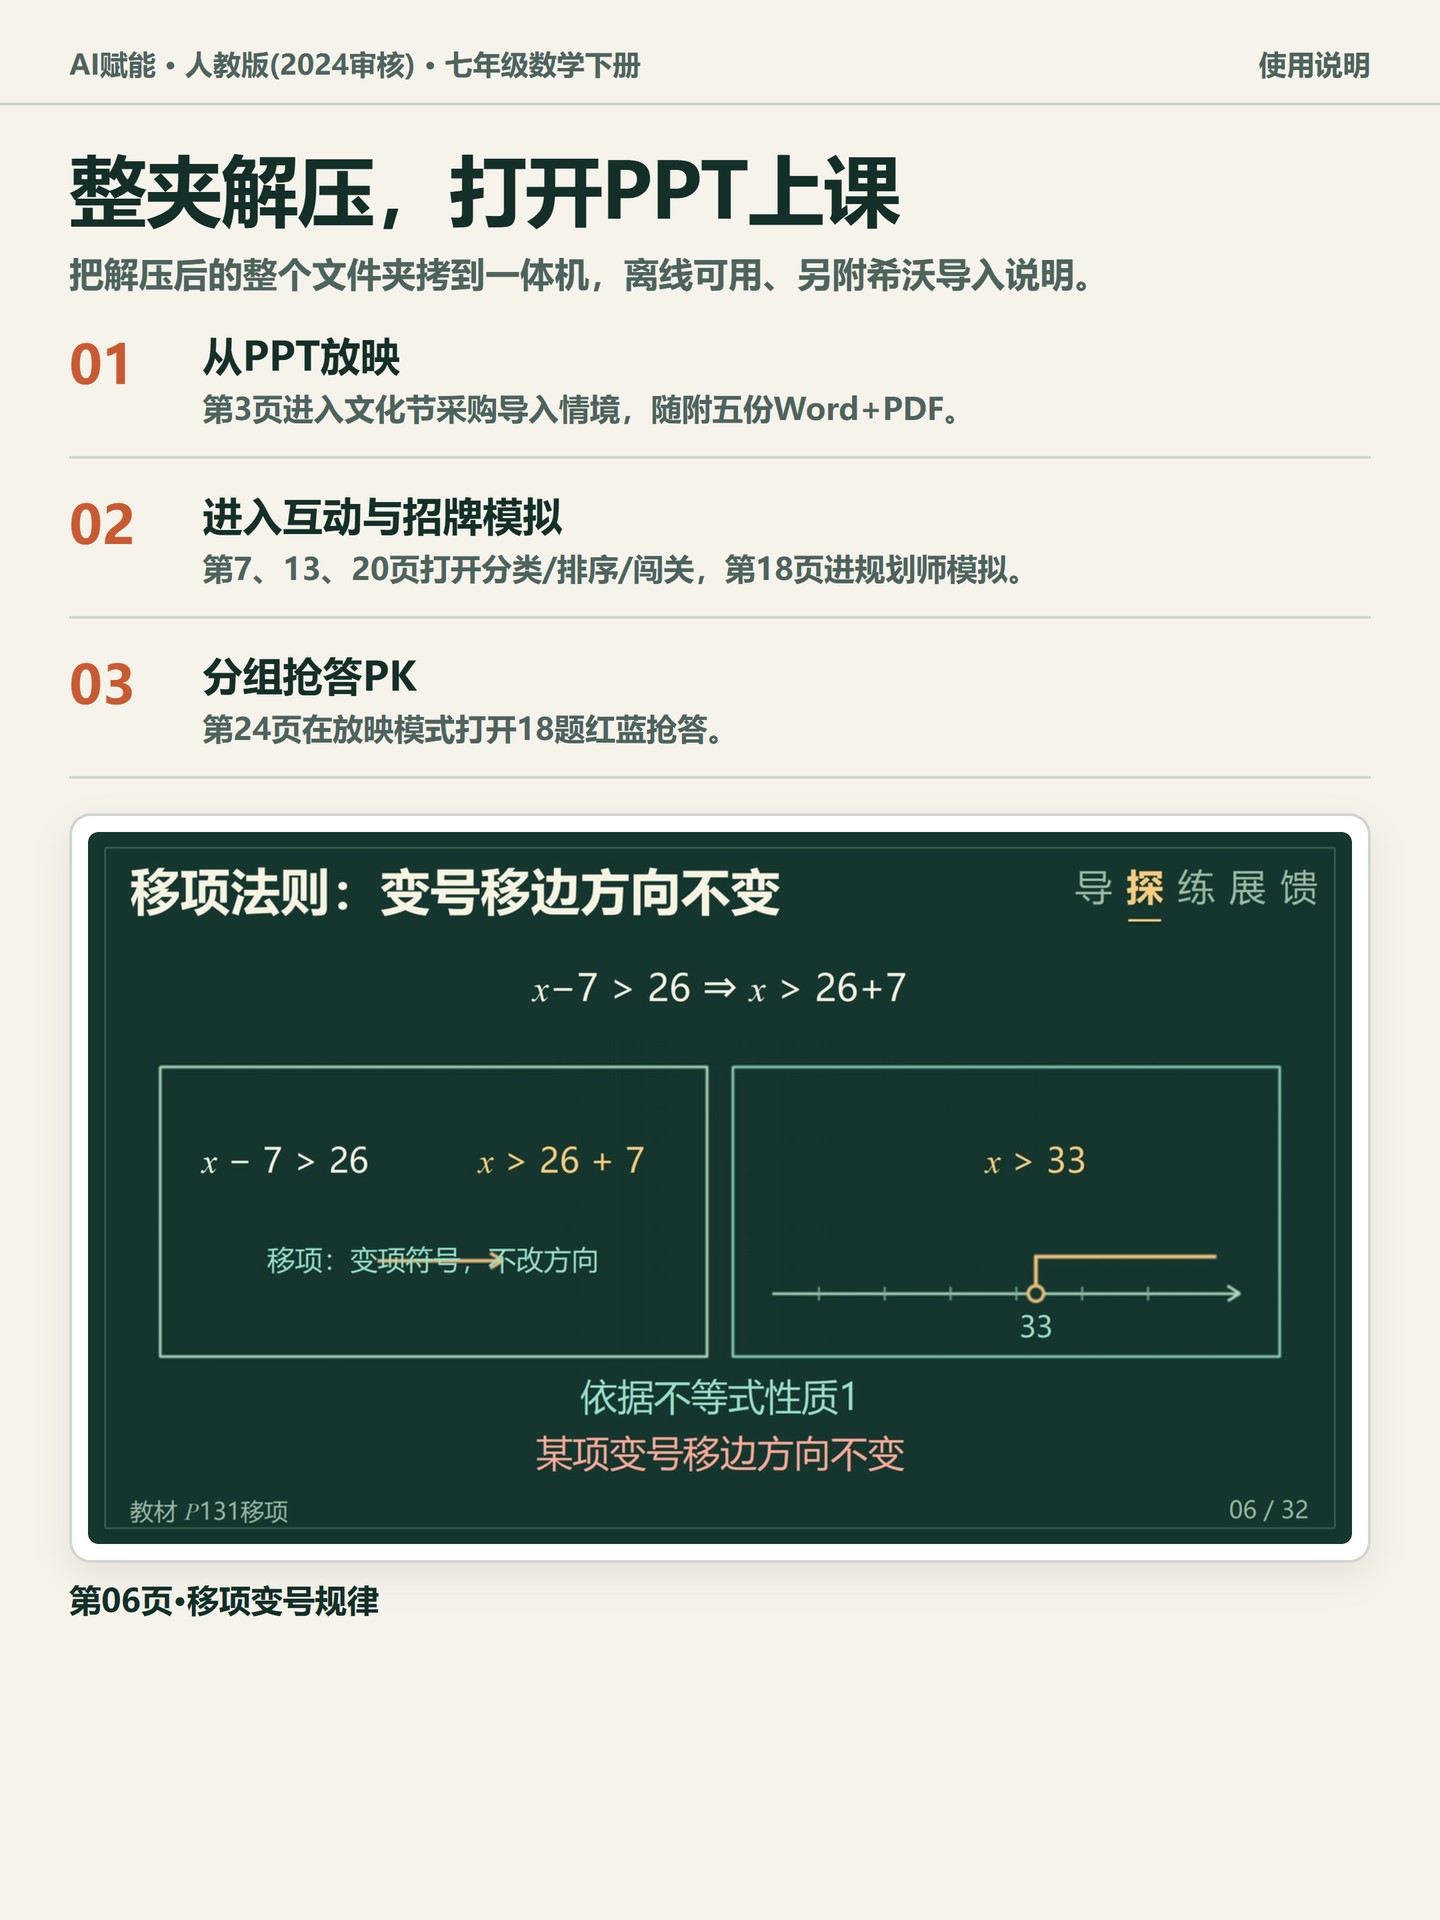 AI赋能 • 人教版(2024审核) • 七年级数学下册
使用说明
整夹解压，打开PPT上课
把解压后的整个文件夹拷到一体机，离线可用、另附希沃导入说明。
01
从PPT放映
第3页进入文化节采购导入情境，随附五份Word+PDF。
02
进入互动与招牌模拟
第7、13、20页打开分类/排序/闯关，第18页进规划师模拟。
03
分组抢答PK
第24页在放映模式打开18题红蓝抢答。
移项法则：变号移边方向不变
导 探 练 展 馈
x−7 > 26 ⇒ x > 26+7
x − 7 > 26
x > 26 + 7
移项：变项符号，不改方向
x > 33
33
依据不等式性质1
某项变号移边方向不变
教材 P131移项
06 / 32
第06页•移项变号规律